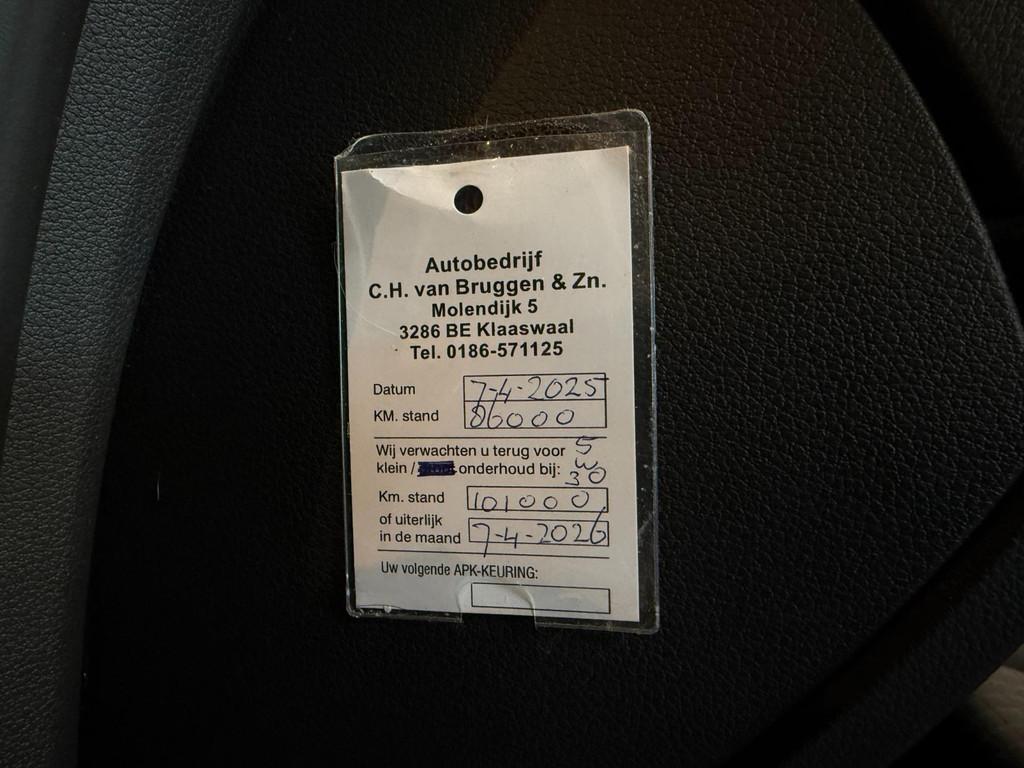 Autobedrijf
C.H. van Bruggen & Zn.
Molendijk 5
3286 BE Klaaswaal
Tel. 0186-571125
Datum 7-4-2025
KM. stand 86000
Wij verwachten u terug voor 5
klein / onderhoud bij: w
30
Km. stand 101000
of uiterlijk
in de maand 7-4-2026
Uw volgende APK-KEURING: